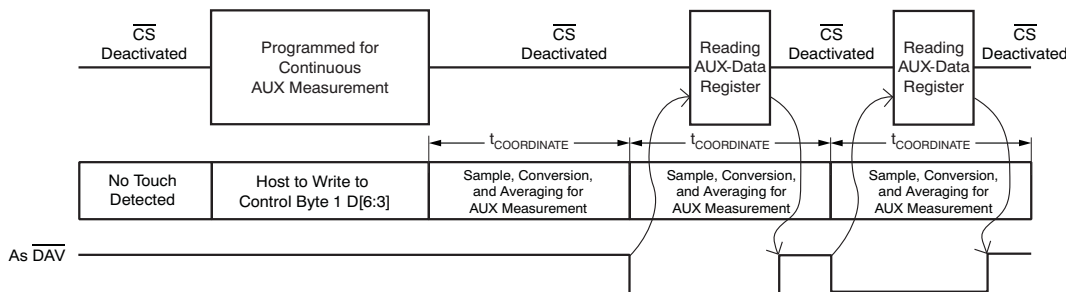 CS
Deactivated
Programmed for
Continuous
AUX Measurement
CS
Deactivated
Reading
AUX-Data
Register
CS
Deactivated
Reading
AUX-Data
Register
CS
Deactivated
tCOORDINATE
tCOORDINATE
tCOORDINATE
No Touch
Detected
Host to Write to
Control Byte 1 D[6:3]
Sample, Conversion,
and Averaging for
AUX Measurement
Sample, Conversion,
and Averaging for
AUX Measurement
Sample, Conversion,
and Averaging for
AUX Measurement
As DAV